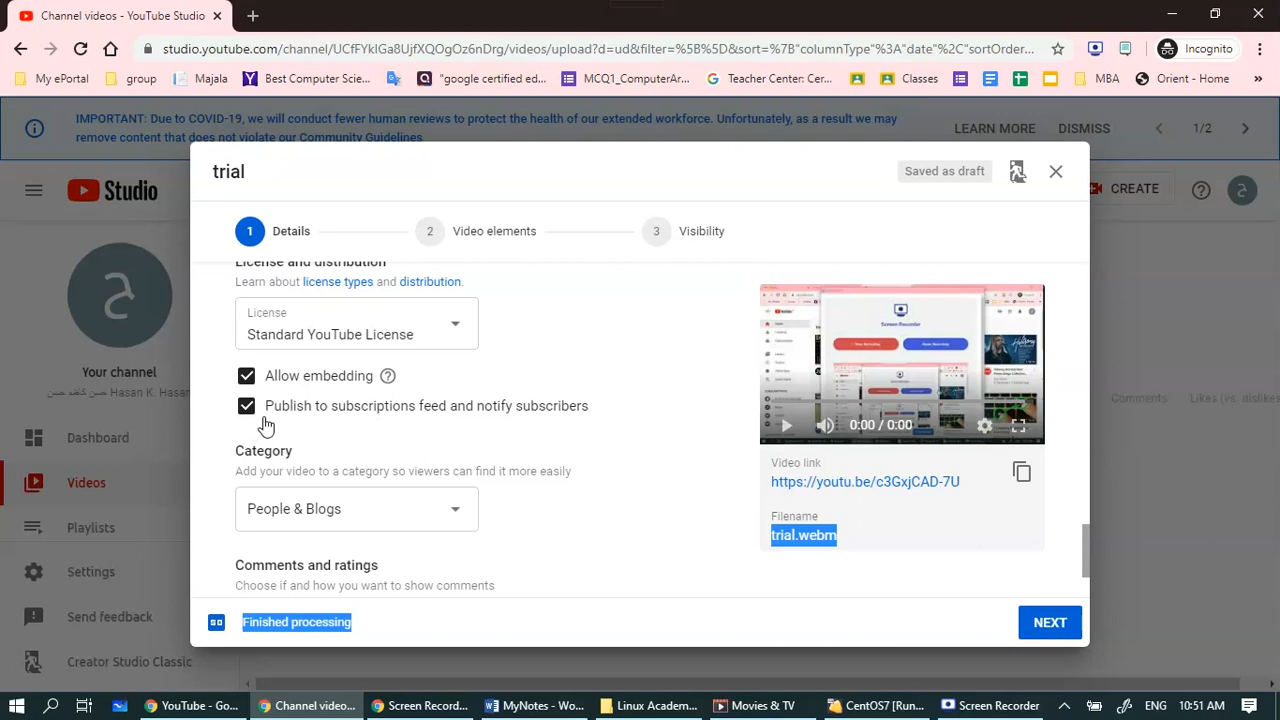 Channel videos - YouTube Studio
studio.youtube.com/channel/UCfFYkIGa8UjfXQOgOz6nDrg/videos/upload?d=ud&filter=%5B%5D&sort=%7B"columnType"%3A"date"%2C"sortOrder...
Incognito
My ePortal
group
Majala
Best Computer Scie...
"google certified ed...
MCQ1_ComputerAr...
Teacher Center: Cer...
Classes
MBA
Orient - Home
IMPORTANT: Due to COVID-19, we will conduct fewer human reviews to protect the health of our extended workforce. Unfortunately, as a result we may
remove content that does not violate our Community Guidelines
LEARN MORE
DISMISS
1/2
Studio
CREATE
trial
Saved as draft
1 Details
2 Video elements
3 Visibility
License and distribution
Learn about license types and distribution.
License
Standard YouTube License
Allow embedding
Publish to subscriptions feed and notify subscribers
Category
Add your video to a category so viewers can find it more easily
People & Blogs
Comments and ratings
Choose if and how you want to show comments
Screen Recorder
0:00 / 0:00
Video link
https://youtu.be/c3GxjCAD-7U
Filename
trial.webm
SD
Finished processing
NEXT
Your channel
Hasan K. Hasan
Dashboard
Videos
Playlists
Settings
Send feedback
Creator Studio Classic
Comments
Likes (vs. dislikes
YouTube - Go...
Channel video...
Screen Recor...
MyNotes - Wo...
Linux Academ...
Movies & TV
CentOS7 [Run...
Screen Recorder
ENG
10:51 AM